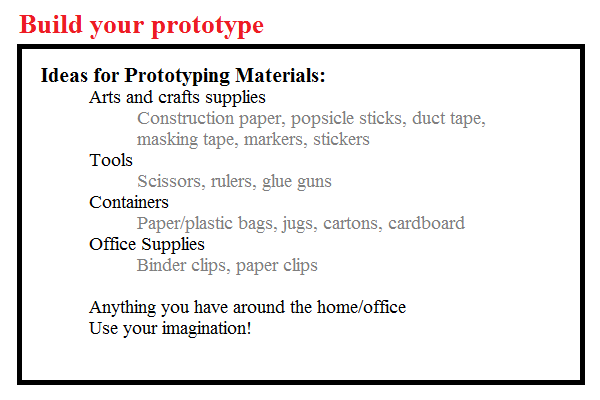 Build your prototype
Ideas for Prototyping Materials:
Arts and crafts supplies
Construction paper, popsicle sticks, duct tape,
masking tape, markers, stickers
Tools
Scissors, rulers, glue guns
Containers
Paper/plastic bags, jugs, cartons, cardboard
Office Supplies
Binder clips, paper clips
Anything you have around the home/office
Use your imagination!